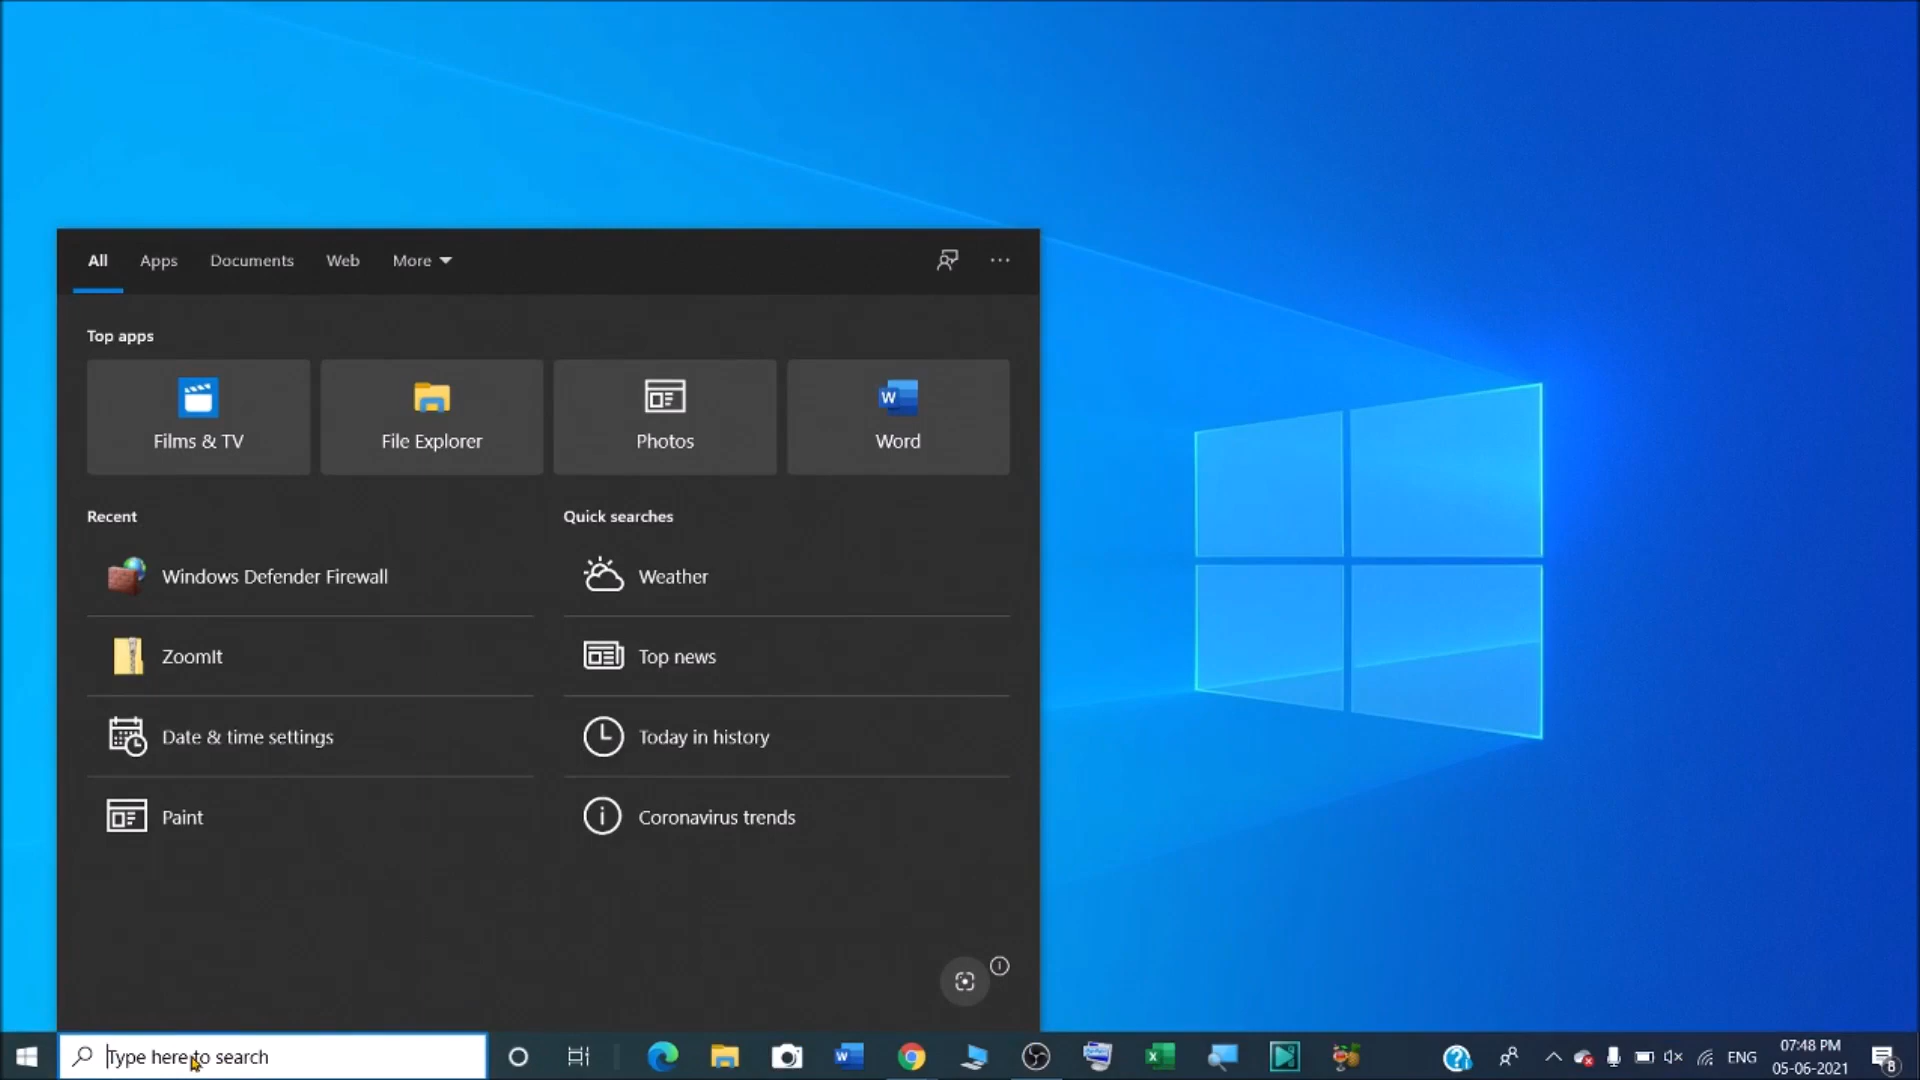 All Apps Documents Web More
Top apps
Films & TV File Explorer Photos Word
Recent
Windows Defender Firewall
ZoomIt
Date & time settings
Paint
Quick searches
Weather
Top news
Today in history
Coronavirus trends
Type here to search
ENG
07:48 PM
05-06-2021
8